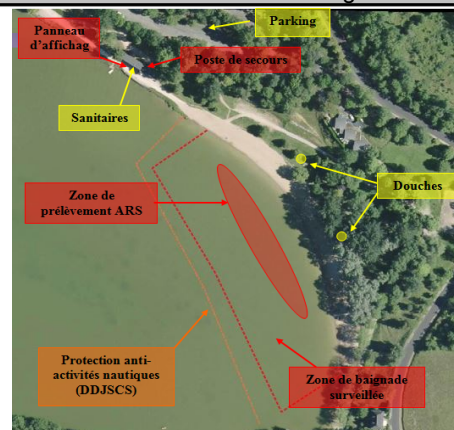 Parking
Panneau
d'affichag
Poste de secours
Sanitaires
Zone de
prélèvement ARS
Douches
Protection anti-
activités nautiques
(DDJSCS)
Zone de baignade
surveillée